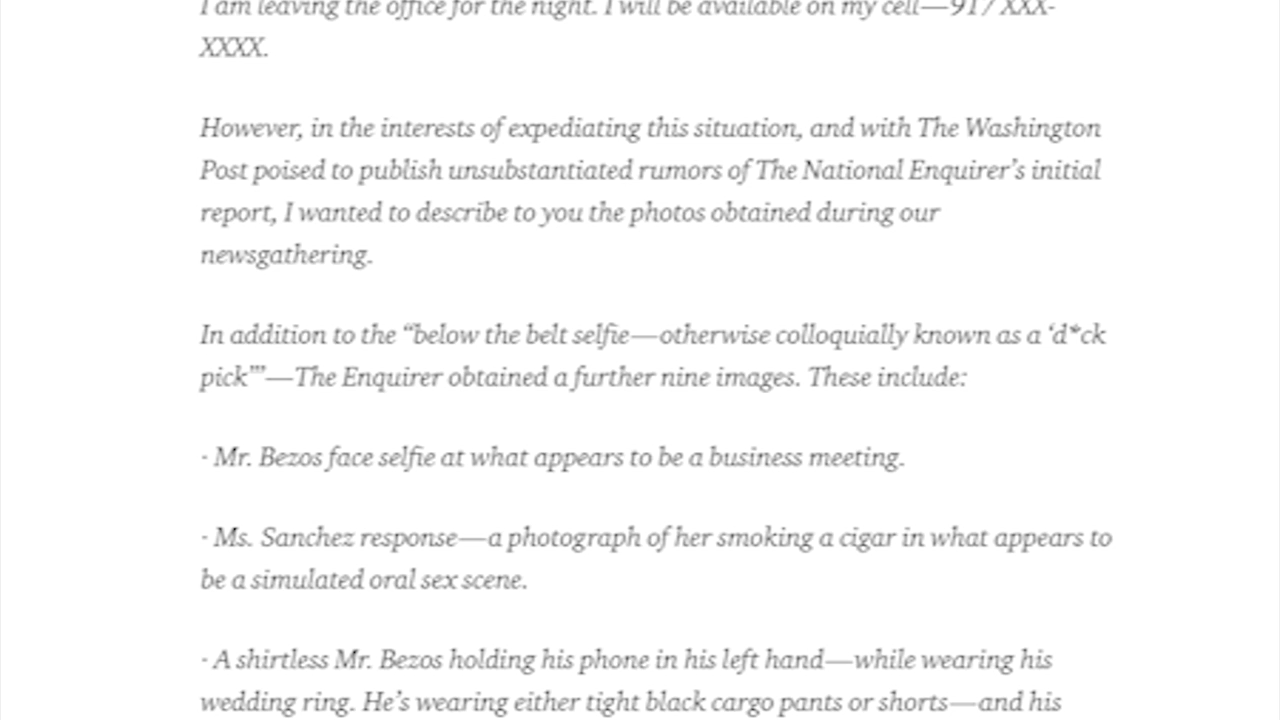 I am leaving the office for the night. I will be available on my cell—917 XXX-
XXXX.
However, in the interests of expediating this situation, and with The Washington
Post poised to publish unsubstantiated rumors of The National Enquirer’s initial
report, I wanted to describe to you the photos obtained during our
newsgathering.
In addition to the “below the belt selfie—otherwise colloquially known as a ‘d*ck
pick’”—The Enquirer obtained a further nine images. These include:
· Mr. Bezos face selfie at what appears to be a business meeting.
· Ms. Sanchez response—a photograph of her smoking a cigar in what appears to
be a simulated oral sex scene.
· A shirtless Mr. Bezos holding his phone in his left hand—while wearing his
wedding ring. He’s wearing either tight black cargo pants or shorts—and his